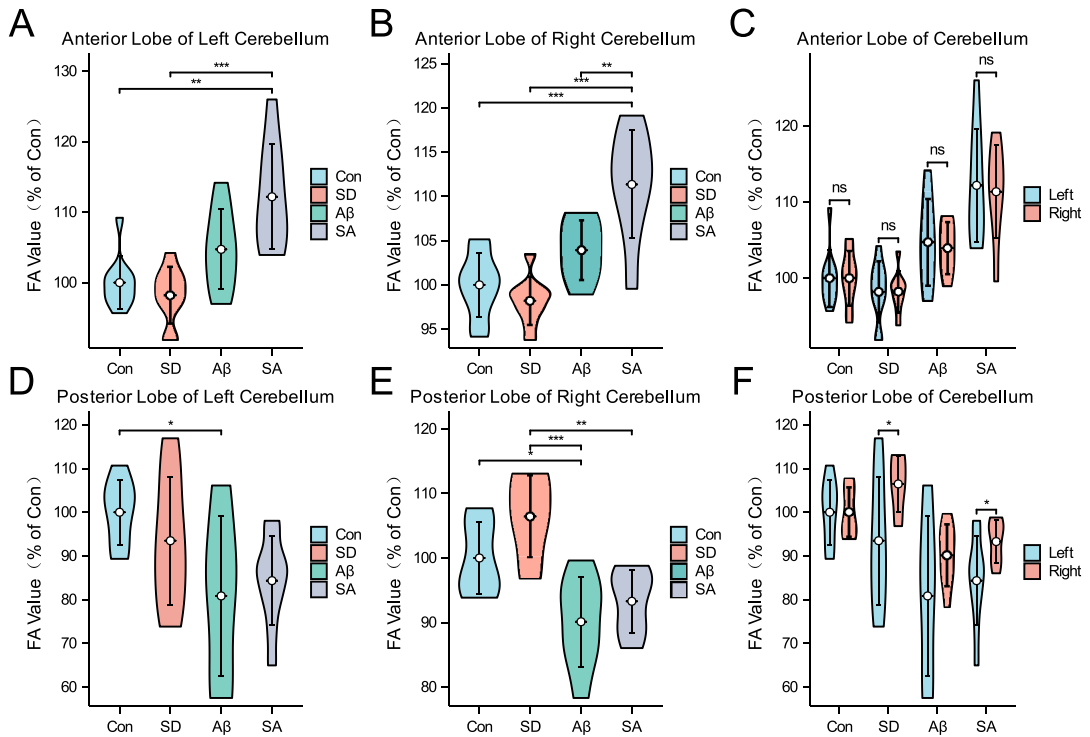 A
Anterior Lobe of Left Cerebellum
FA Value（% of Con）
130
120
110
100
***
**
Con
SD
Aβ
SA
Con
SD
Aβ
SA
B
Anterior Lobe of Right Cerebellum
FA Value（% of Con）
125
120
115
110
105
100
95
**
***
***
Con
SD
Aβ
SA
Con
SD
Aβ
SA
C
Anterior Lobe of Cerebellum
FA Value（% of Con）
120
110
100
ns
ns
ns
ns
Left
Right
Con
SD
Aβ
SA
D
Posterior Lobe of Left Cerebellum
FA Value（% of Con）
120
110
100
90
80
70
60
*
Con
SD
Aβ
SA
Con
SD
Aβ
SA
E
Posterior Lobe of Right Cerebellum
FA Value（% of Con）
120
110
100
90
80
**
***
*
Con
SD
Aβ
SA
Con
SD
Aβ
SA
F
Posterior Lobe of Cerebellum
FA Value（% of Con）
120
110
100
90
80
70
60
*
*
Left
Right
Con
SD
Aβ
SA